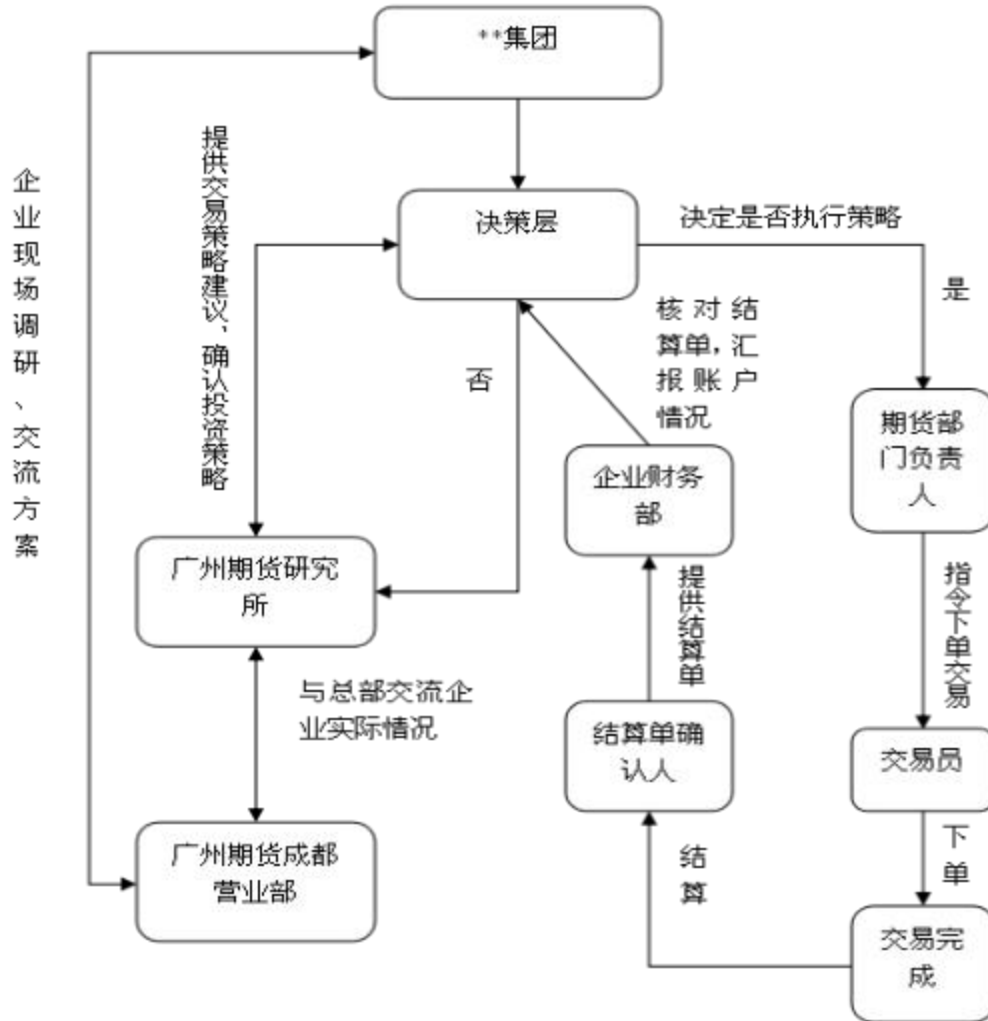 **集团
提供交易策略建议、确认投资策略
企业现场调研、交流方案
决策层
决定是否执行策略
是
核对结
算单，汇
报账户
情况
否
期货部
门负责
人
企业财务
部
广州期货研究
所
提供结算单
指令下单交易
与总部交流企
业实际情况
结算单确
认人
交易员
广州期货成都
营业部
结算
下单
交易完
成